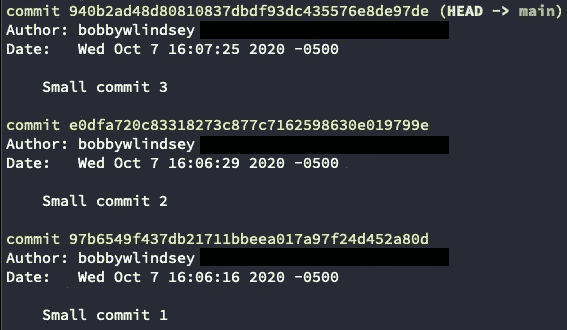 commit 940b2ad48d80810837dbdf93dc435576e8de97de (HEAD -> main)
Author: bobbywlindsey
Date:   Wed Oct 7 16:07:25 2020 -0500
Small commit 3
commit e0dfa720c83318273c877c7162598630e019799e
Author: bobbywlindsey
Date:   Wed Oct 7 16:06:29 2020 -0500
Small commit 2
commit 97b6549f437db21711bbeea017a97f24d452a80d
Author: bobbywlindsey
Date:   Wed Oct 7 16:06:16 2020 -0500
Small commit 1